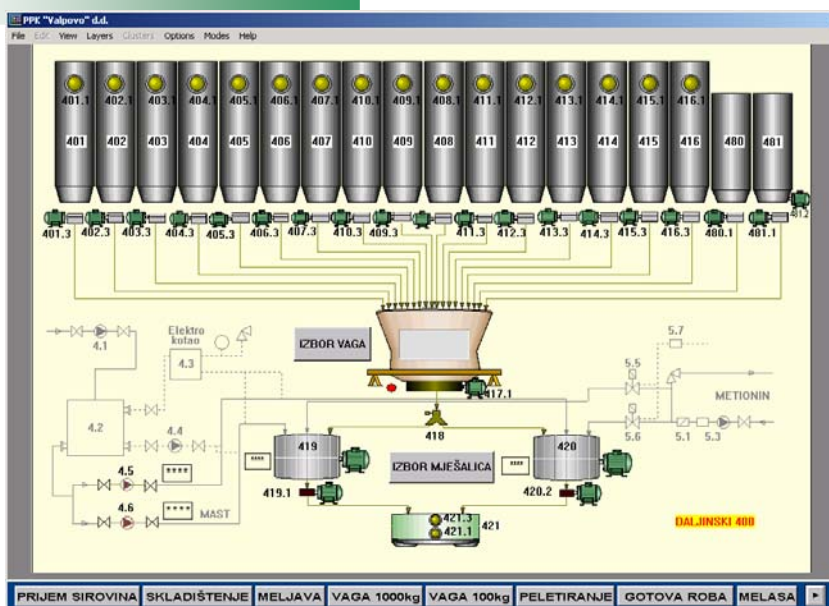 PPK "Valpovo" d.d.
File Edit View Layers Clusters Options Modes Help
401.1 402.1 403.1 404.1 405.1 406.1 407.1 410.1 409.1 408.1 411.1 412.1 413.1 414.1 415.1 416.1
401 402 403 404 405 406 407 410 409 408 411 412 413 414 415 416 480 481
481.2
401.3 402.3 403.3 404.3 405.3 406.3 407.3 410.3 409.3 411.3 412.3 413.3 414.3 415.3 416.3 480.1 481.1
4.1
Elektro
kotao
4.3
IZBOR VAGA
5.7
5.5
417.1
METIONIN
4.2
4.4
418
5.6 5.1 5.3
419
420
4.5
****
****
IZBOR MJEŠALICA
****
419.1
420.2
4.6
****
MAST
421.3
421.1
421
DALJINSKI 400
PRIJEM SIROVINA SKLADIŠTENJE MELJAVA VAGA 1000kg VAGA 100kg PELETIRANJE GOTOVA ROBA MELASA